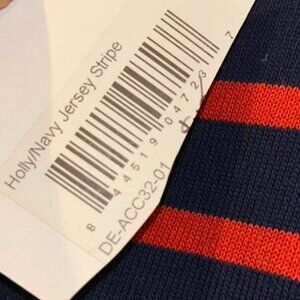 Holly/Navy Jersey Stripe
8 44519 04723 7
DE-ACC32-01